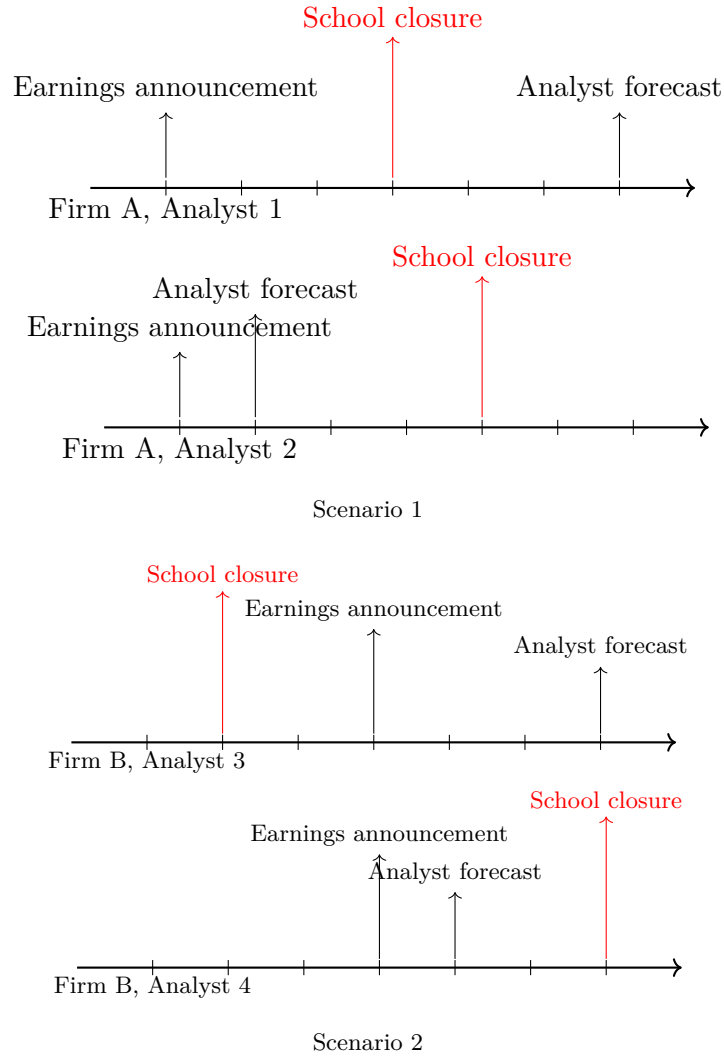 School closure
Earnings announcement
Analyst forecast
Firm A, Analyst 1
School closure
Analyst forecast
Earnings announcement
Firm A, Analyst 2
Scenario 1
School closure
Earnings announcement
Analyst forecast
Firm B, Analyst 3
School closure
Earnings announcement
Analyst forecast
Firm B, Analyst 4
Scenario 2